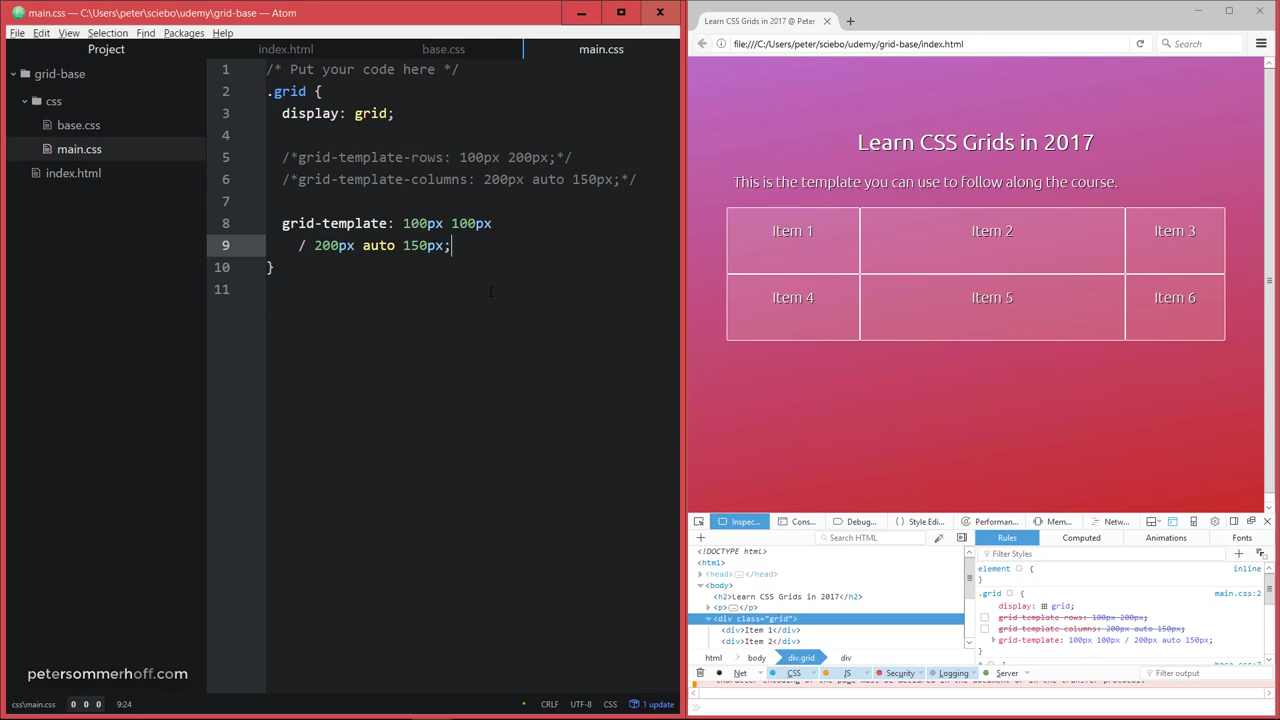 main.css — C:\Users\peter\sciebo\udemy\grid-base — Atom
File Edit View Selection Find Packages Help
Project
index.html
base.css
main.css
grid-base
css
base.css
main.css
index.html
1 /* Put your code here */
2 .grid {
3 display: grid;
4
5 /*grid-template-rows: 100px 200px;*/
6 /*grid-template-columns: 200px auto 150px;*/
7
8 grid-template: 100px 100px
9 / 200px auto 150px;
10 }
11
petersommerhoff.com
css\main.css 0 0 0 9:24 CRLF UTF-8 CSS 1 update
Learn CSS Grids in 2017 @ Peter
file:///C:/Users/peter/sciebo/udemy/grid-base/index.html
Search
Learn CSS Grids in 2017
This is the template you can use to follow along the course.
Item 1 Item 2 Item 3
Item 4 Item 5 Item 6
Inspec... Cons... Debug... Style Edi... Performan... Mem... Netw...
Search HTML
Rules Computed Animations Fonts
<!DOCTYPE html>
<html>
<head>...</head>
<body>
<h2>Learn CSS Grids in 2017</h2>
<p>...</p>
<div class="grid">
<div>Item 1</div>
<div>Item 2</div>
html body div.grid div
Filter Styles
element { inline
}
.grid { main.css:2
display: grid;
grid-template-rows: 100px 200px;
grid-template-columns: 200px auto 150px;
grid-template: 100px 100px / 200px auto 150px;
}
Net CSS JS Security Logging Server Filter output